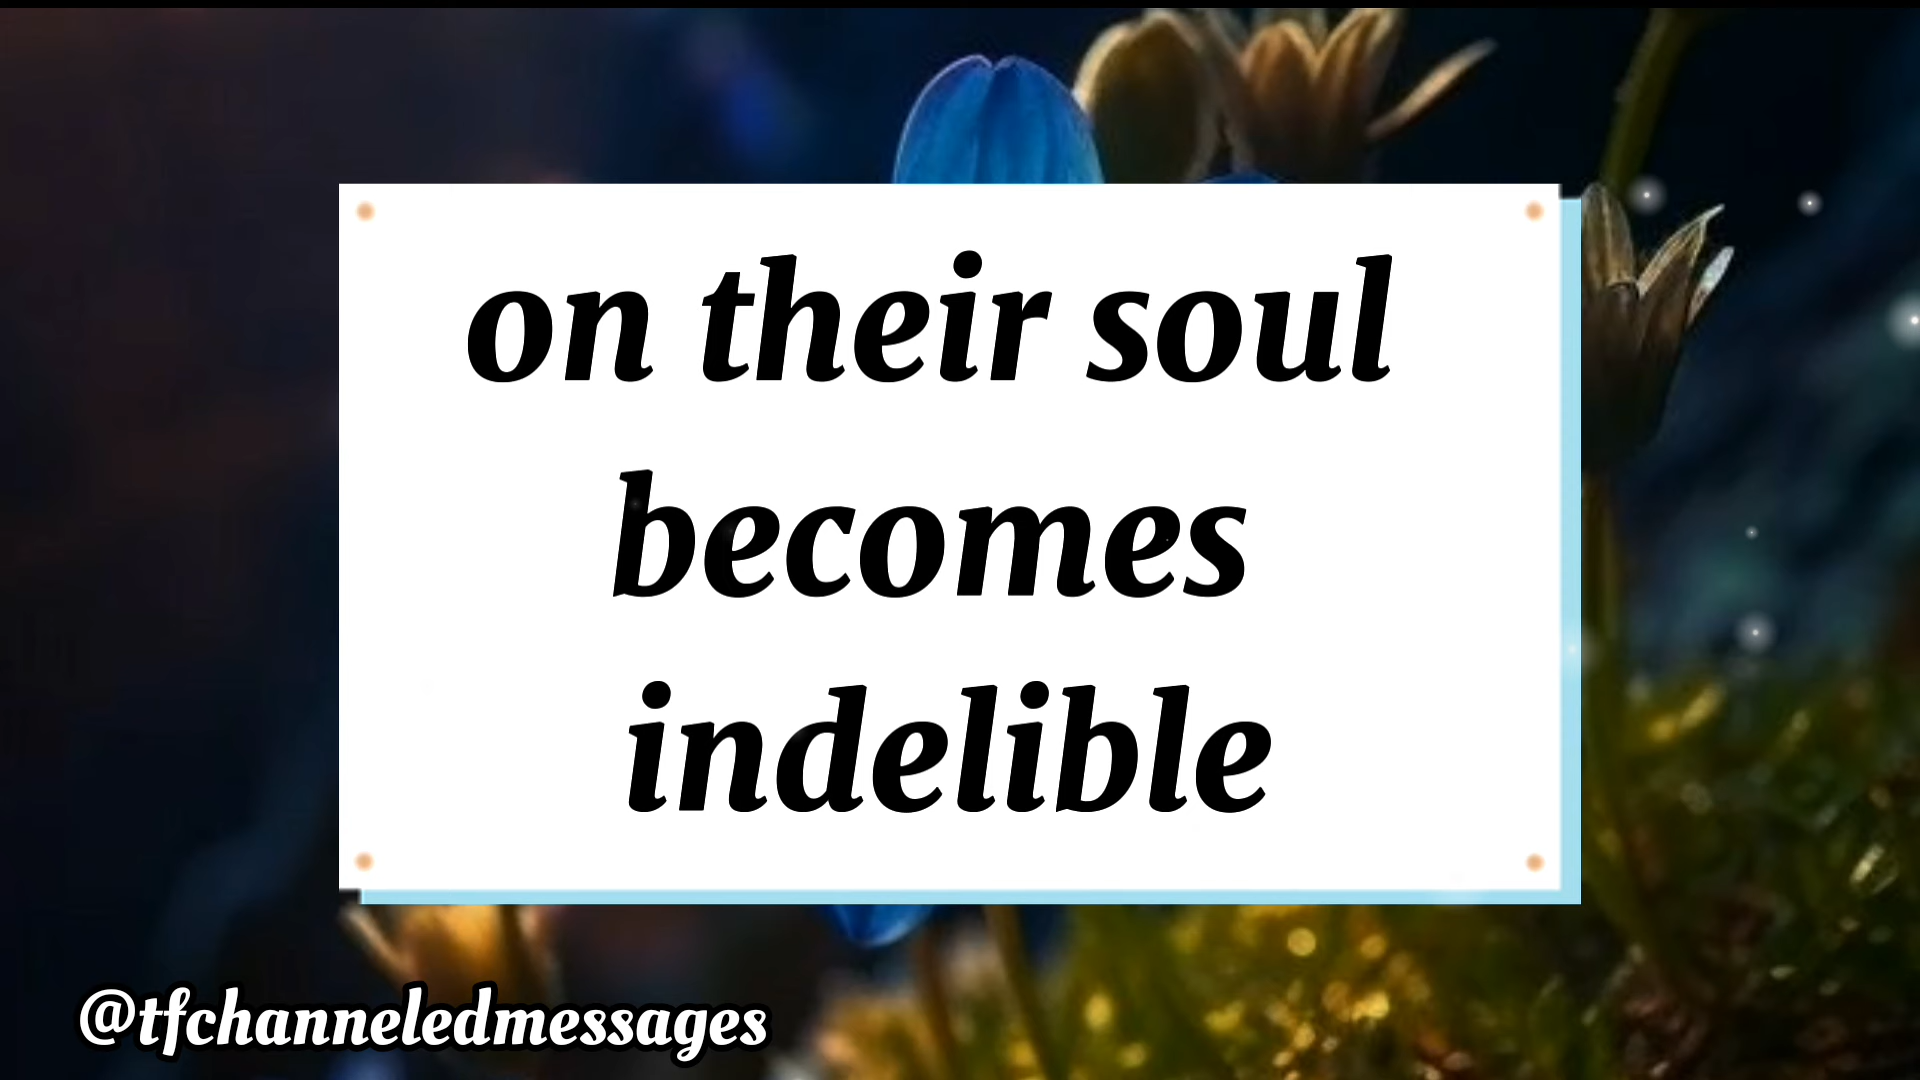 on their soul
becomes
indelible
@tfchanneledmessages